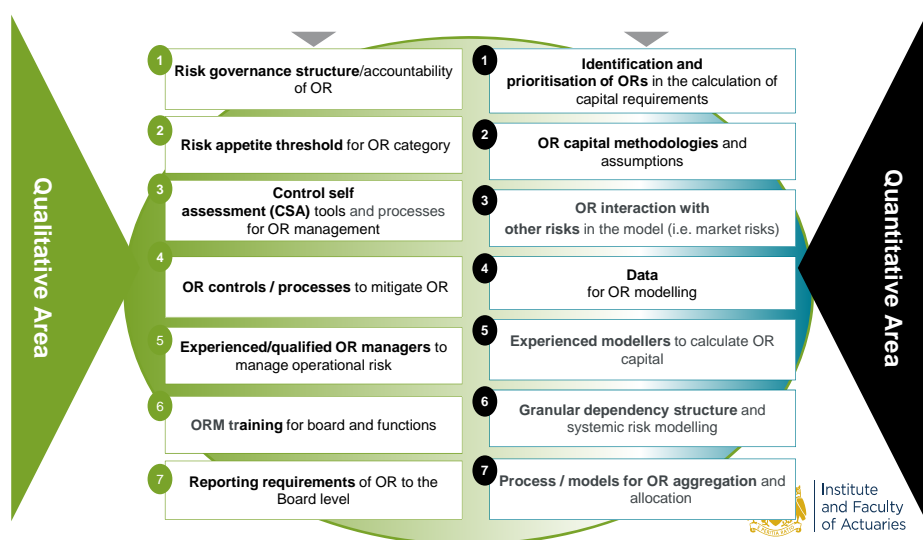 Qualitative Area
1
Risk governance structure/accountability
of OR
2
Risk appetite threshold for OR category
3
Control self
assessment (CSA) tools and processes
for OR management
4
OR controls / processes to mitigate OR
5
Experienced/qualified OR managers to
manage operational risk
6
ORM training for board and functions
7
Reporting requirements of OR to the
Board level
1
Identification and
prioritisation of ORs in the calculation of
capital requirements
2
OR capital methodologies and
assumptions
3
OR interaction with
other risks in the model (i.e. market risks)
4
Data
for OR modelling
5
Experienced modellers to calculate OR
capital
6
Granular dependency structure and
systemic risk modelling
7
Process / models for OR aggregation and
allocation
Quantitative Area
Institute
and Faculty
of Actuaries